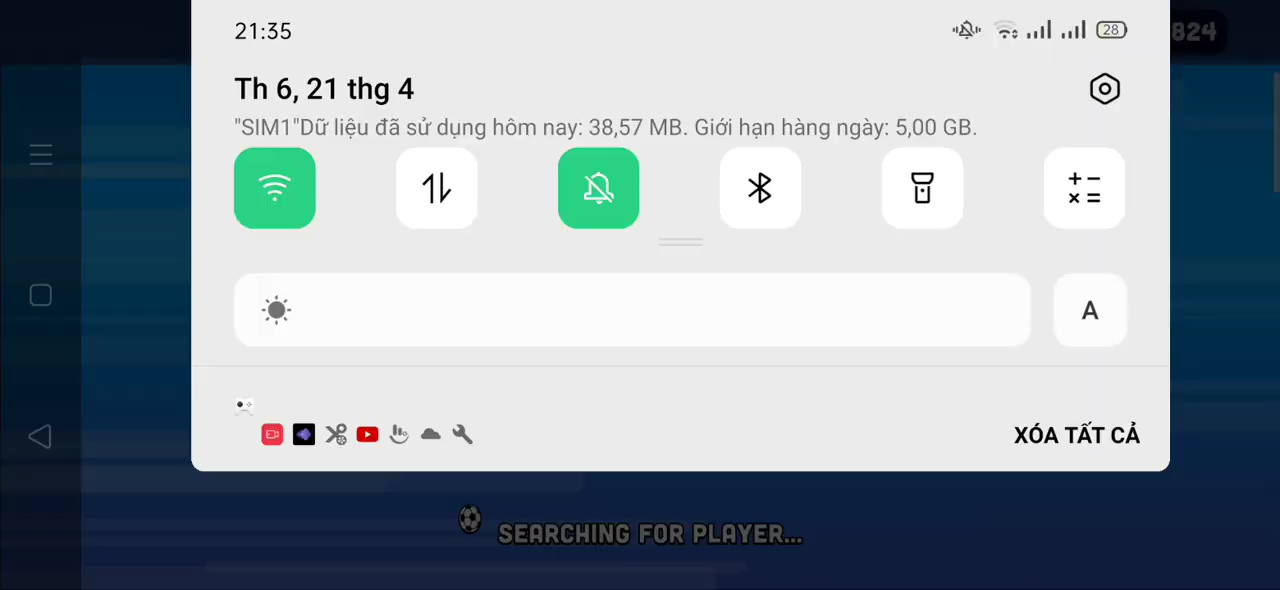 21:35
28
824
Th 6, 21 thg 4
"SIM1"Dữ liệu đã sử dụng hôm nay: 38,57 MB. Giới hạn hàng ngày: 5,00 GB.
A
XÓA TẤT CẢ
SEARCHING FOR PLAYER...